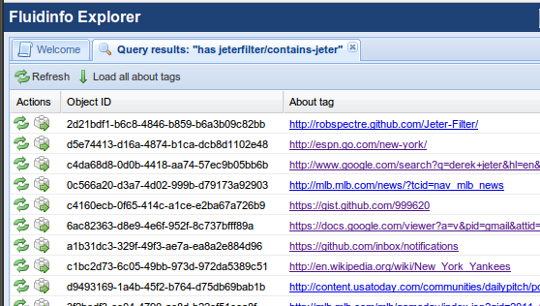 Fluidinfo Explorer
Welcome
Query results: "has jeterfilter/contains-jeter"
Refresh Load all about tags
Actions Object ID About tag
2d21bdf1-b6c8-4846-b859-b6a3b09c82bb http://robspectre.github.com/Jeter-Filter/
d5e74413-d16a-4874-b1ca-dcb8d1102e48 http://espn.go.com/new-york/
c4da68d8-0d0b-4418-aa74-57ec9b05bb6b http://www.google.com/search?q=derek+jeter&hl=en&
0c566a20-d3a7-4d02-999b-d79173a92903 http://mlb.mlb.com/news/?tcid=nav_mlb_news
c4160ecb-0f65-414c-a1ce-e2ba67a726b9 https://gist.github.com/999620
6ac82363-d8e9-4e6f-952f-8c737bfff89a https://docs.google.com/viewer?a=v&pid=gmail&attid=
a1b31dc3-329f-49f3-ae7a-ea8a2e884d96 https://github.com/inbox/notifications
c1bc2d73-6c05-49bb-973d-972da5389c51 http://en.wikipedia.org/wiki/New_York_Yankees
d9493169-1a4b-45f2-b764-d75db69bab1b http://content.usatoday.com/communities/dailypitch/po